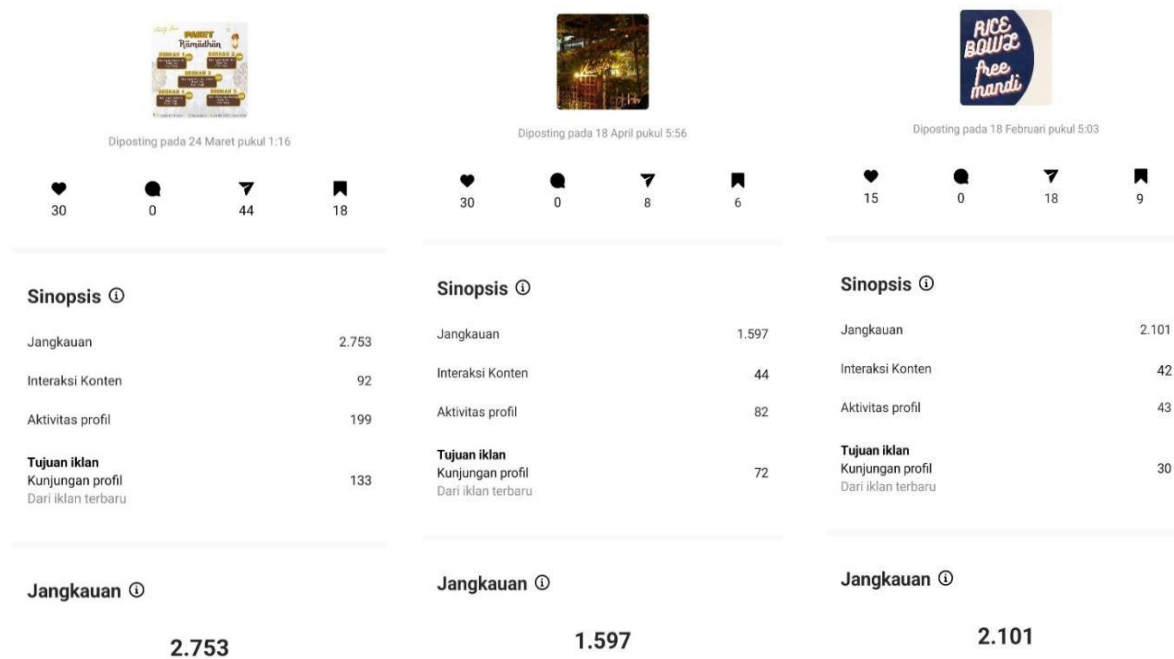 PAKET
Ramadhan
Diposting pada 24 Maret pukul 1:16
30 0 44 18
Sinopsis
Jangkauan 2.753
Interaksi Konten 92
Aktivitas profil 199
Tujuan iklan
Kunjungan profil 133
Dari iklan terbaru
Jangkauan
2.753
Diposting pada 18 April pukul 5:56
30 0 8 6
Sinopsis
Jangkauan 1.597
Interaksi Konten 44
Aktivitas profil 82
Tujuan iklan
Kunjungan profil 72
Dari iklan terbaru
Jangkauan
1.597
RICE
BOWL
free
mandi
Diposting pada 18 Februari pukul 5:03
15 0 18 9
Sinopsis
Jangkauan 2.101
Interaksi Konten 42
Aktivitas profil 43
Tujuan iklan
Kunjungan profil 30
Dari iklan terbaru
Jangkauan
2.101